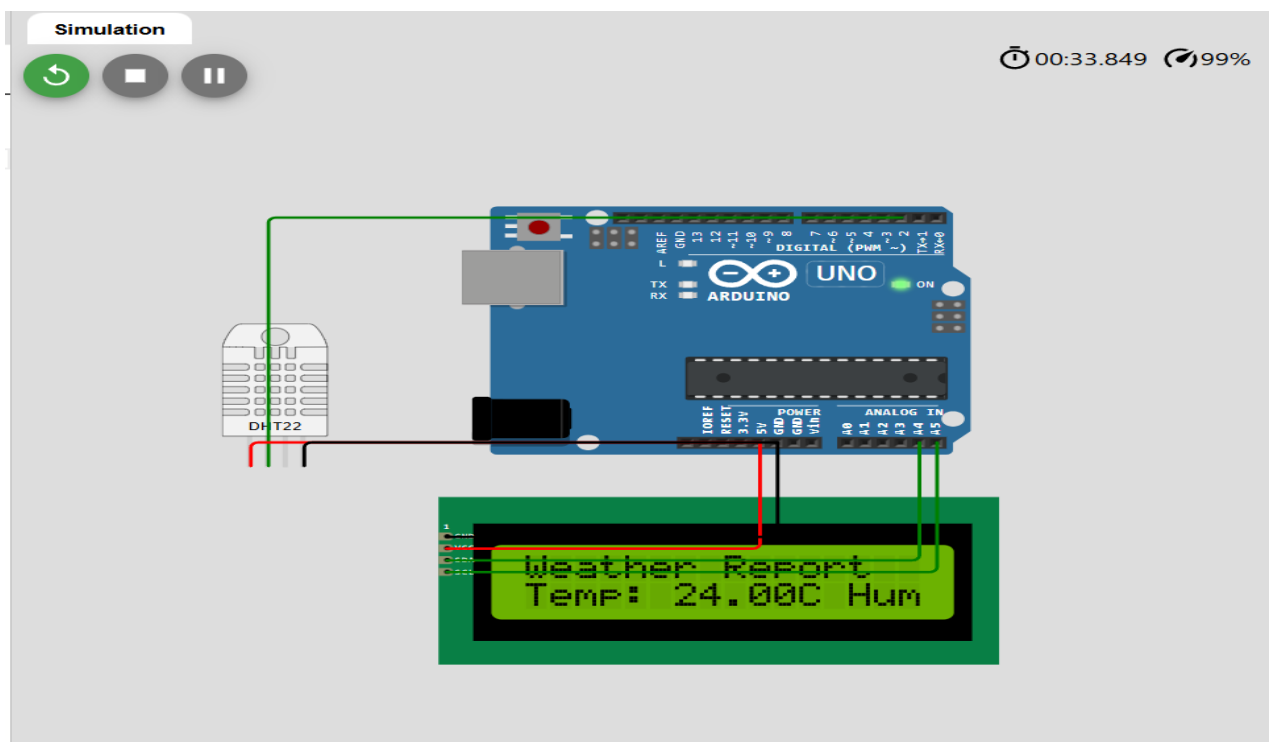 Simulation
00:33.849 99%
AREF GND 13 12 ~11 ~10 ~9 8 7 ~6 ~5 4 ~3 2 TX→1 RX←0
DIGITAL (PWM ~)
L
TX
RX
UNO
ARDUINO
ON
DHT22
IOREF RESET 3.3V 5V GND GND Vin
POWER
A0 A1 A2 A3 A4 A5
ANALOG IN
1
GND
VCC
Weather Report
Temp: 24.00C Hum